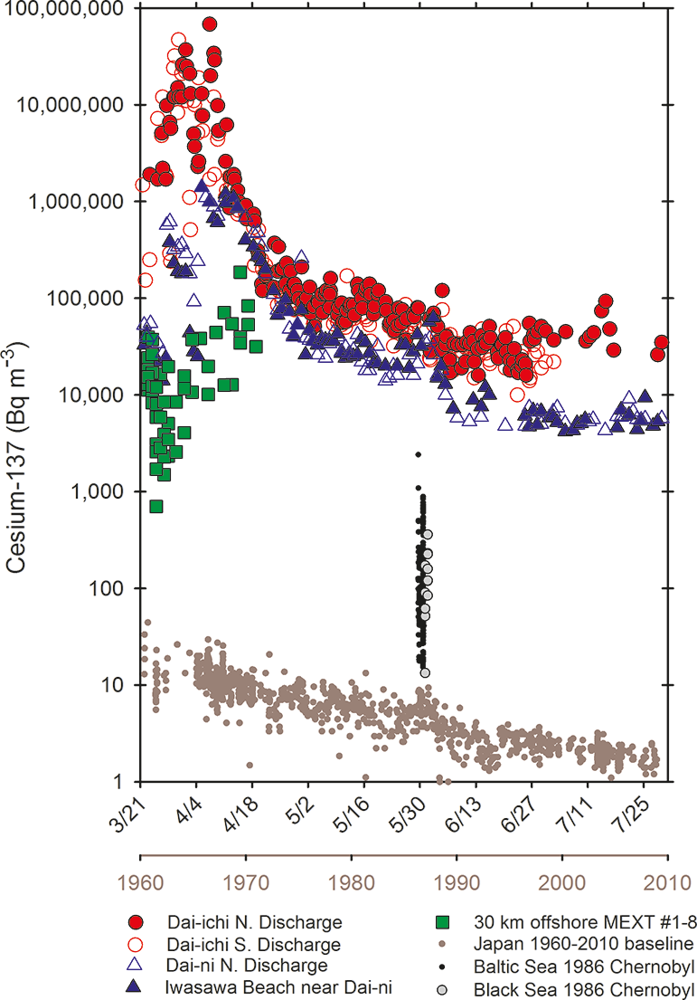 100,000,000
10,000,000
1,000,000
100,000
10,000
1,000
100
10
1
Cesium-137 (Bq m⁻³)
3/21 4/4 4/18 5/2 5/16 5/30 6/13 6/27 7/11 7/25
1960 1970 1980 1990 2000 2010
Dai-ichi N. Discharge
Dai-ichi S. Discharge
Dai-ni N. Discharge
Iwasawa Beach near Dai-ni
30 km offshore MEXT #1-8
Japan 1960-2010 baseline
Baltic Sea 1986 Chernobyl
Black Sea 1986 Chernobyl